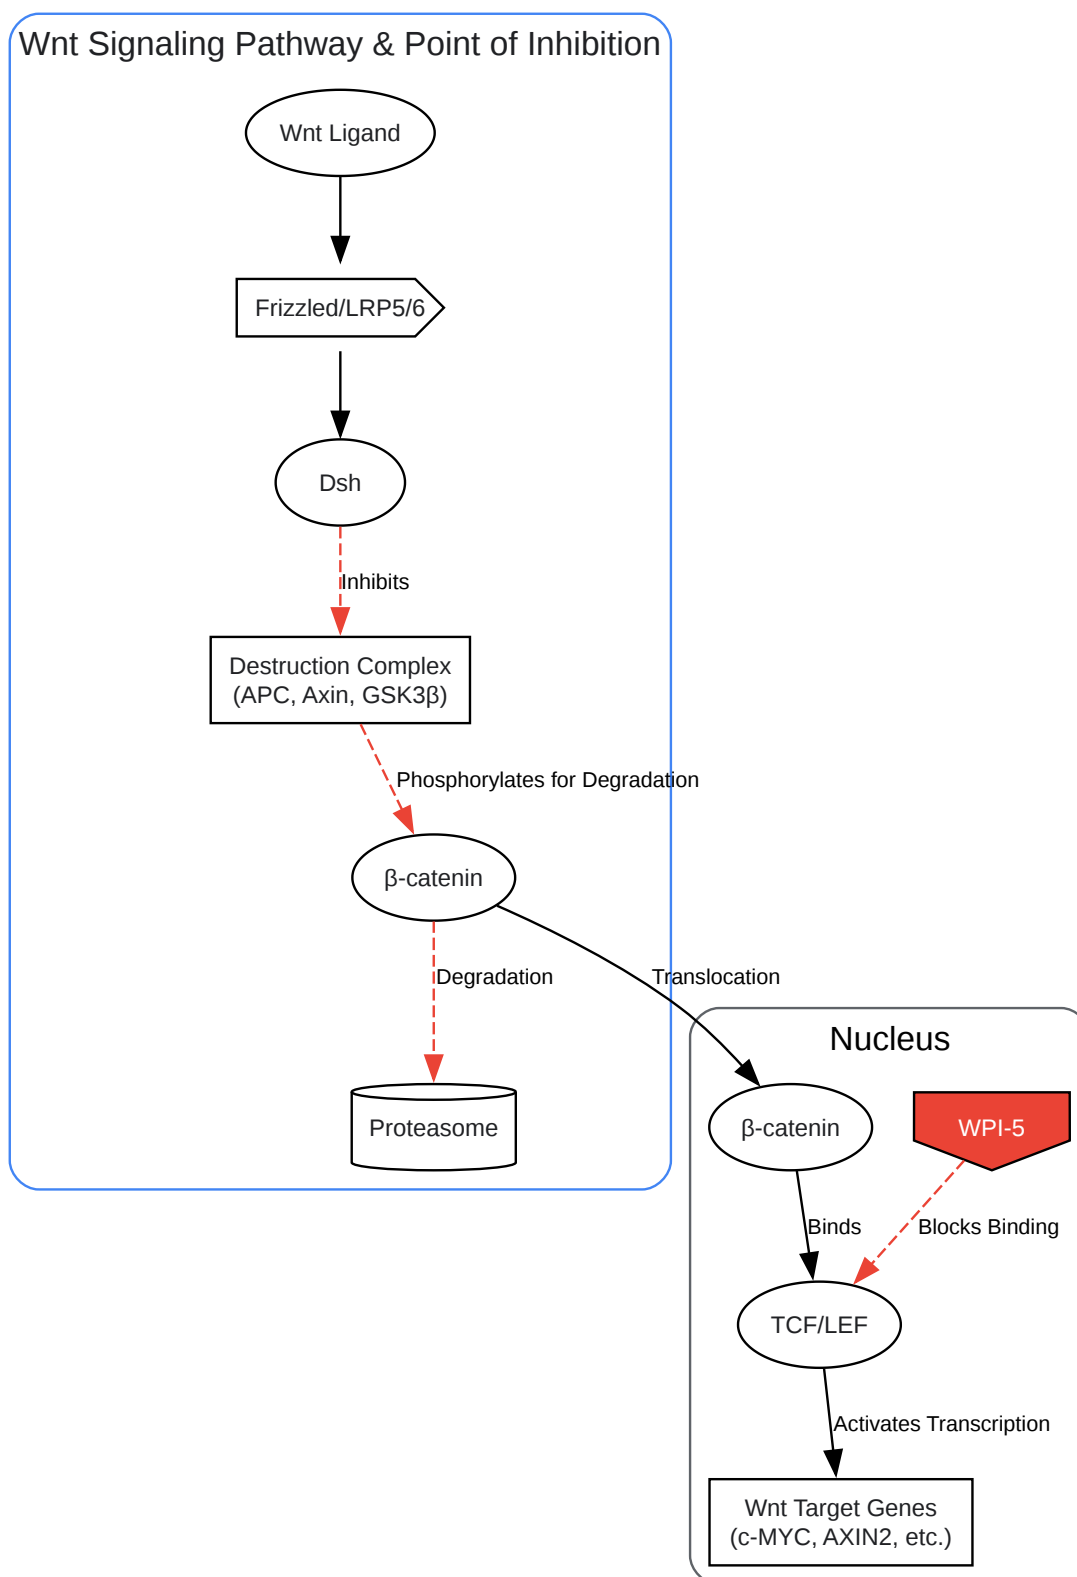 Wnt Signaling Pathway & Point of Inhibition
Wnt Ligand
Frizzled/LRP5/6
Dsh
Inhibits
Destruction Complex
(APC, Axin, GSK3β)
Phosphorylates for Degradation
β-catenin
Degradation
Translocation
Proteasome
Nucleus
β-catenin
WPI-5
Binds
Blocks Binding
TCF/LEF
Activates Transcription
Wnt Target Genes
(c-MYC, AXIN2, etc.)